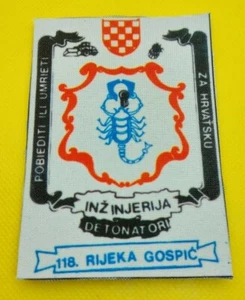 POBIJEDITI ILI UMRIJETI
ZA HRVATSKU
INŽINJERIJA
DETONATORI
118. RIJEKA GOSPIĆ